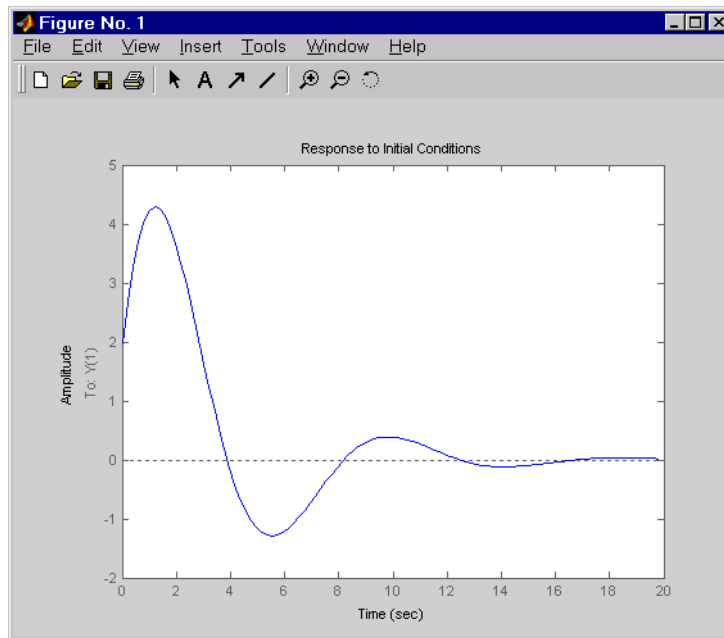 Figure No. 1
File Edit View Insert Tools Window Help
A
Response to Initial Conditions
5
4
3
2
1
0
-1
-2
Amplitude
To: Y(1)
0 2 4 6 8 10 12 14 16 18 20
Time (sec)